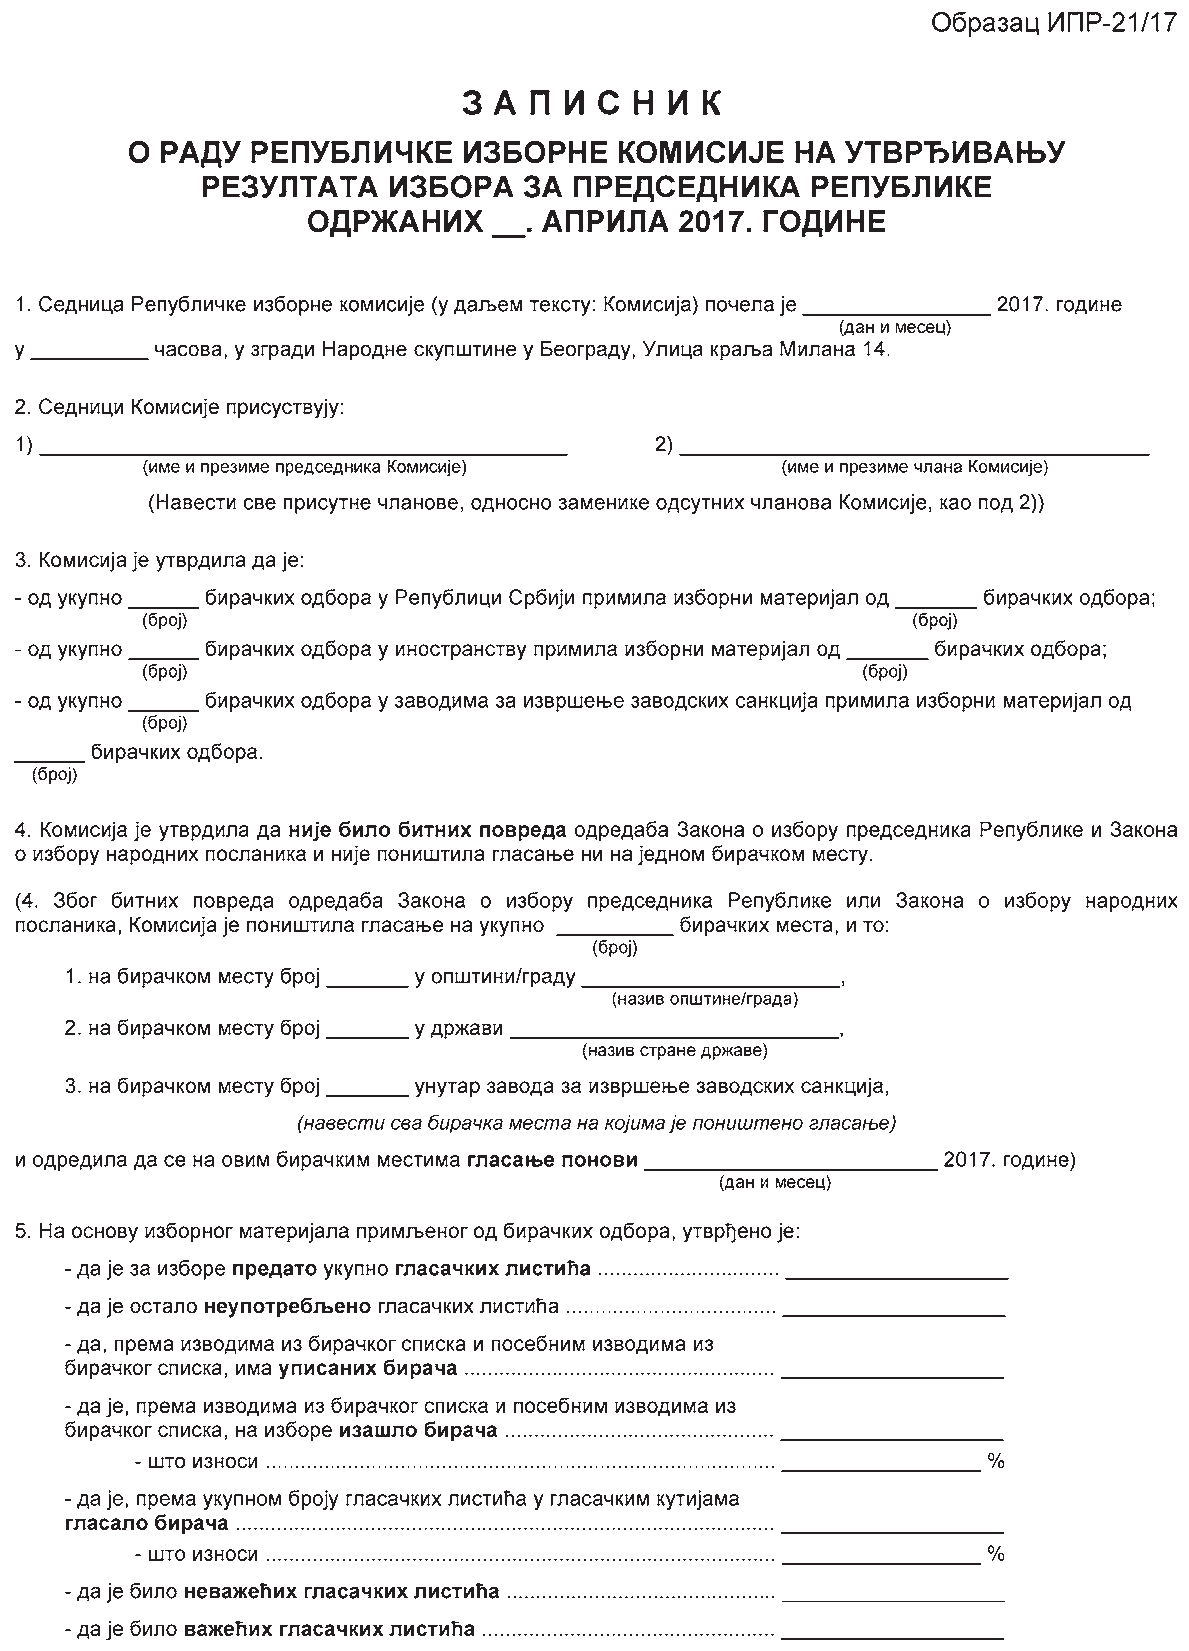 Образац ИПР-21/17
З А П И С Н И К
О РАДУ РЕПУБЛИЧКЕ ИЗБОРНЕ КОМИСИЈЕ НА УТВРЂИВАЊУ
РЕЗУЛТАТА ИЗБОРА ЗА ПРЕДСЕДНИКА РЕПУБЛИКЕ
ОДРЖАНИХ __. АПРИЛА 2017. ГОДИНЕ
1. Седница Републичке изборне комисије (у даљем тексту: Комисија) почела је ________________ 2017. године
(дан и месец)
у __________ часова, у згради Народне скупштине у Београду, Улица краља Милана 14.
2. Седници Комисије присуствују:
1) ______________________________ 2) ______________________________
(име и презиме председника Комисије) (име и презиме члана Комисије)
(Навести све присутне чланове, односно заменике одсутних чланова Комисије, као под 2))
3. Комисија је утврдила да је:
- од укупно ______ бирачких одбора у Републици Србији примила изборни материјал од _______ бирачких одбора;
(број) (број)
- од укупно ______ бирачких одбора у иностранству примила изборни материјал од _______ бирачких одбора;
(број) (број)
- од укупно ______ бирачких одбора у заводима за извршење заводских санкција примила изборни материјал од
(број)
______ бирачких одбора.
(број)
4. Комисија је утврдила да није било битних повреда одредаба Закона о избору председника Републике и Закона
о избору народних посланика и није поништила гласање ни на једном бирачком месту.
(4. Због битних повреда одредаба Закона о избору председника Републике или Закона о избору народних
посланика, Комисија је поништила гласање на укупно __________ бирачких места, и то:
(број)
1. на бирачком месту број _______ у општини/граду ______________________,
(назив општине/града)
2. на бирачком месту број _______ у држави ____________________________,
(назив стране државе)
3. на бирачком месту број _______ унутар завода за извршење заводских санкција,
(навести сва бирачка места на којима је поништено гласање)
и одредила да се на овим бирачким местима гласање понови _________________________ 2017. године)
(дан и месец)
5. На основу изборног материјала примљеног од бирачких одбора, утврђено је:
- да је за изборе предато укупно гласачких листића ............................... ___________________
- да је остало неупотребљено гласачких листића .................................... ___________________
- да, према изводима из бирачког списка и посебним изводима из
бирачког списка, има уписаних бирача ..................................................... ___________________
- да је, према изводима из бирачког списка и посебним изводима из
бирачког списка, на изборе изашло бирача .............................................. ___________________
- што износи ....................................................................................... _________________ %
- да је, према укупном броју гласачких листића у гласачким кутијама
гласало бирача ............................................................................................ ___________________
- што износи ....................................................................................... _________________ %
- да је било неважећих гласачких листића .............................................. ___________________
- да је било важећих гласачких листића .................................................. ___________________